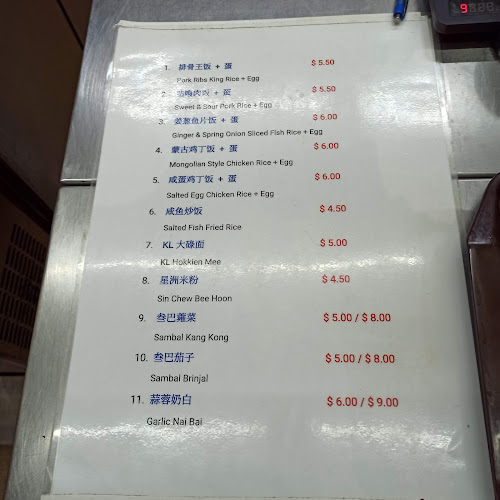 1. 排骨王饭 + 蛋 $ 5.50
Pork Ribs King Rice + Egg
2. 咕噜肉饭 + 蛋 $ 5.50
Sweet & Sour Pork Rice + Egg
3. 姜葱鱼片饭 + 蛋 $ 6.00
Ginger & Spring Onion Sliced Fish Rice + Egg
4. 蒙古鸡丁饭 + 蛋 $ 6.00
Mongolian Style Chicken Rice + Egg
5. 咸蛋鸡丁饭 + 蛋 $ 6.00
Salted Egg Chicken Rice + Egg
6. 咸鱼炒饭 $ 4.50
Salted Fish Fried Rice
7. KL 大碌面 $ 5.00
KL Hokkien Mee
8. 星洲米粉 $ 4.50
Sin Chew Bee Hoon
9. 叁巴蕹菜 $ 5.00 / $ 8.00
Sambal Kang Kong
10. 叁巴茄子 $ 5.00 / $ 8.00
Sambal Brinjal
11. 蒜蓉奶白 $ 6.00 / $ 9.00
Garlic Nai Bai